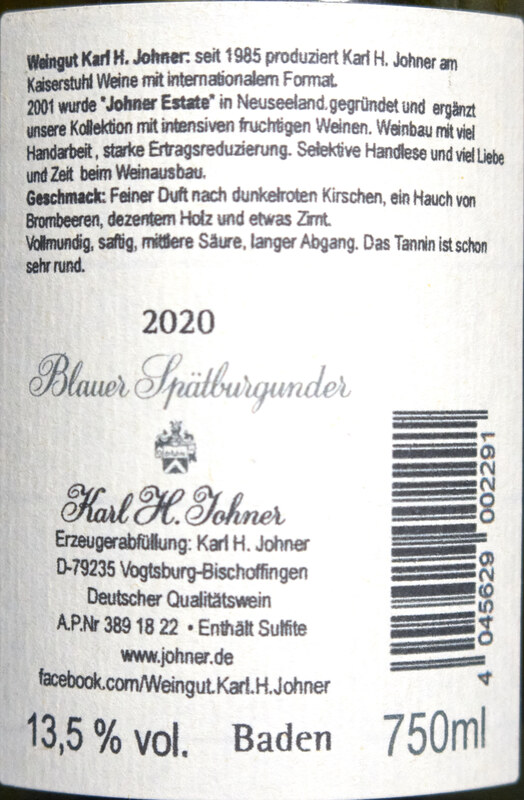 Weingut Karl H. Johner: seit 1985 produziert Karl H. Johner am
Kaiserstuhl Weine mit internationalem Format.
2001 wurde "Johner Estate" in Neuseeland.gegründet und ergänzt
unsere Kollektion mit intensiven fruchtigen Weinen. Weinbau mit viel
Handarbeit, starke Ertragsreduzierung. Selektive Handlese und viel Liebe
und Zeit beim Weinausbau.
Geschmack: Feiner Duft nach dunkelroten Kirschen, ein Hauch von
Brombeeren, dezentem Holz und etwas Zimt.
Vollmundig, saftig, mittlere Säure, langer Abgang. Das Tannin ist schon
sehr rund.
2020
Blauer Spätburgunder
Karl H. Johner
Erzeugerabfüllung: Karl H. Johner
D-79235 Vogtsburg-Bischoffingen
Deutscher Qualitätswein
A.P.Nr 389 18 22 • Enthält Sulfite
www.johner.de
facebook.com/Weingut.Karl.H.Johner
13,5 % vol. Baden 750ml
4 045629 002291